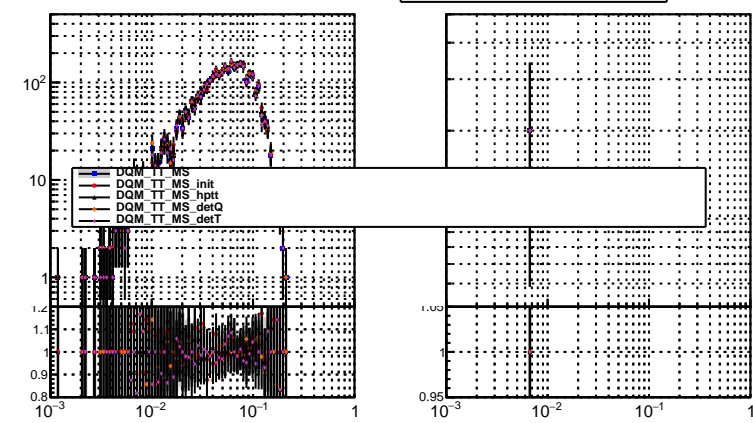 10²
10
1
DQM_TT_MS
DQM_TT_MS_init
DQM_TT_MS_hptt
DQM_TT_MS_detQ
DQM_TT_MS_detT
1.2
1.1
1
0.9
0.8
10⁻³ 10⁻² 10⁻¹ 1
1.05
1
0.95
10⁻³ 10⁻² 10⁻¹ 1